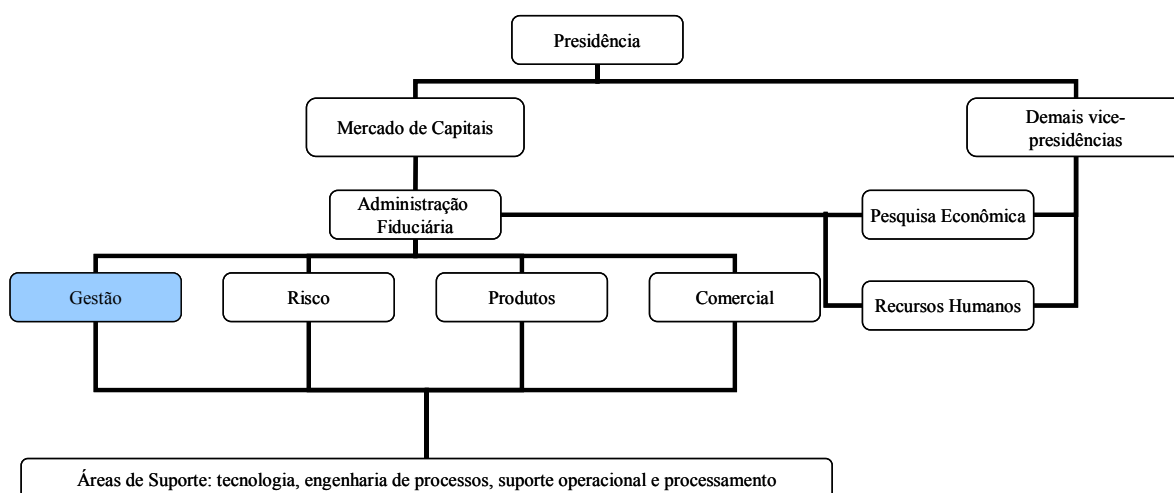 Presidência
Mercado de Capitais
Demais vice-
presidências
Administração
Fiduciária
Pesquisa Econômica
Gestão
Risco
Produtos
Comercial
Recursos Humanos
Áreas de Suporte: tecnologia, engenharia de processos, suporte operacional e processamento